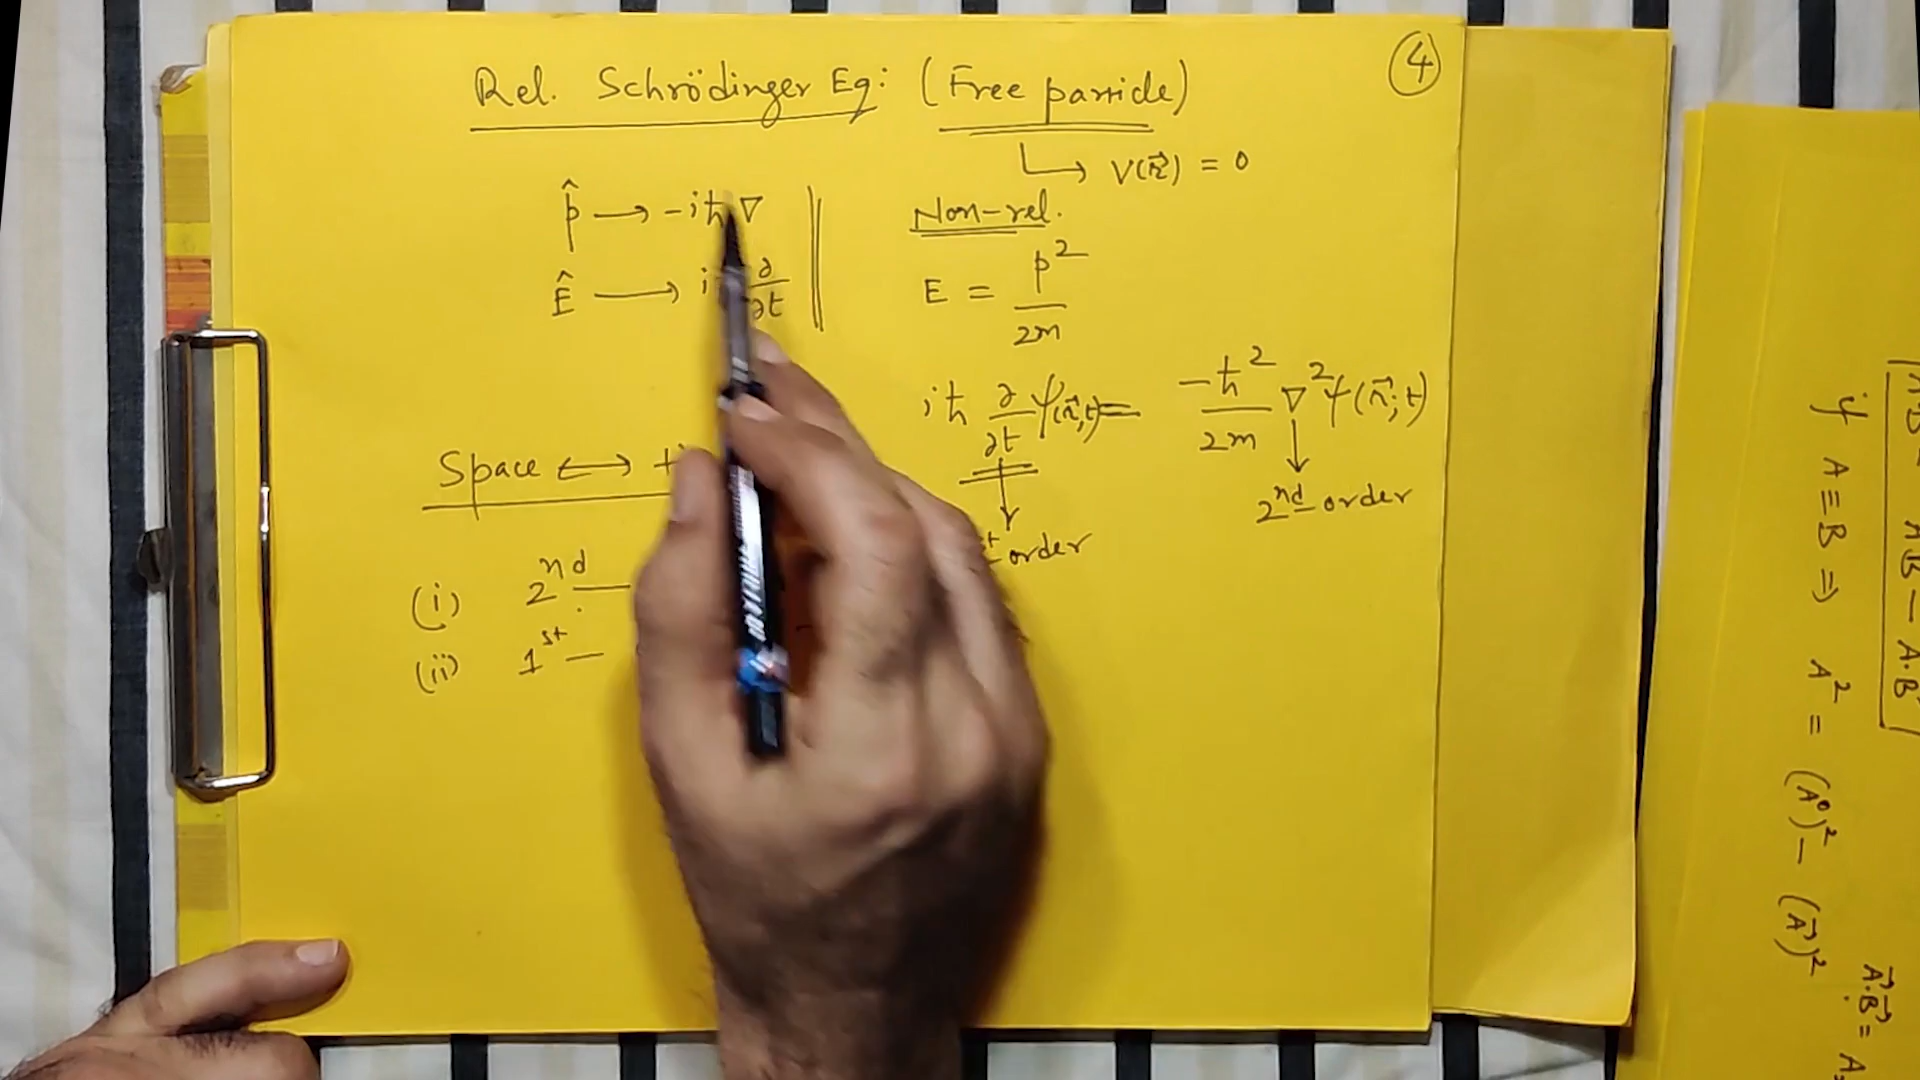 Rel. Schrödinger Eq: (Free particle)
④
↳ V(r⃗) = 0
p̂ → -iħ∇
Ê → i ∂/∂t
Non-rel.
E = p²/2m
iħ ∂/∂t ψ(r⃗,t) = -ħ²/2m ∇²ψ(r⃗;t)
Space ↔
2nd order
order
(i) 2nd —
(ii) 1st —
if A ≡ B ⇒ A² = (A⁰)² - (A⃗)²
A⃗.B⃗ =